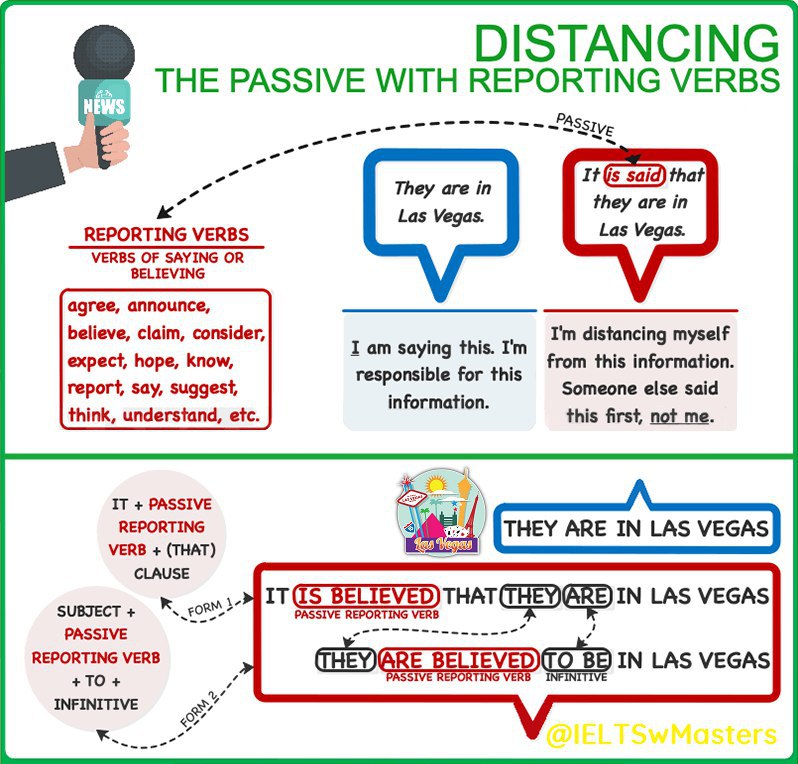 DISTANCING
THE PASSIVE WITH REPORTING VERBS
NEWS
PASSIVE
REPORTING VERBS
VERBS OF SAYING OR
BELIEVING
agree, announce,
believe, claim, consider,
expect, hope, know,
report, say, suggest,
think, understand, etc.
They are in
Las Vegas.
I am saying this. I'm
responsible for this
information.
It is said that
they are in
Las Vegas.
I'm distancing myself
from this information.
Someone else said
this first, not me.
IT + PASSIVE
REPORTING
VERB + (THAT)
CLAUSE
FORM 1
SUBJECT +
PASSIVE
REPORTING VERB
+ TO +
INFINITIVE
FORM 2
Las Vegas
THEY ARE IN LAS VEGAS
IT IS BELIEVED THAT THEY ARE IN LAS VEGAS
PASSIVE REPORTING VERB
THEY ARE BELIEVED TO BE IN LAS VEGAS
PASSIVE REPORTING VERB INFINITIVE
@IELTSwMasters